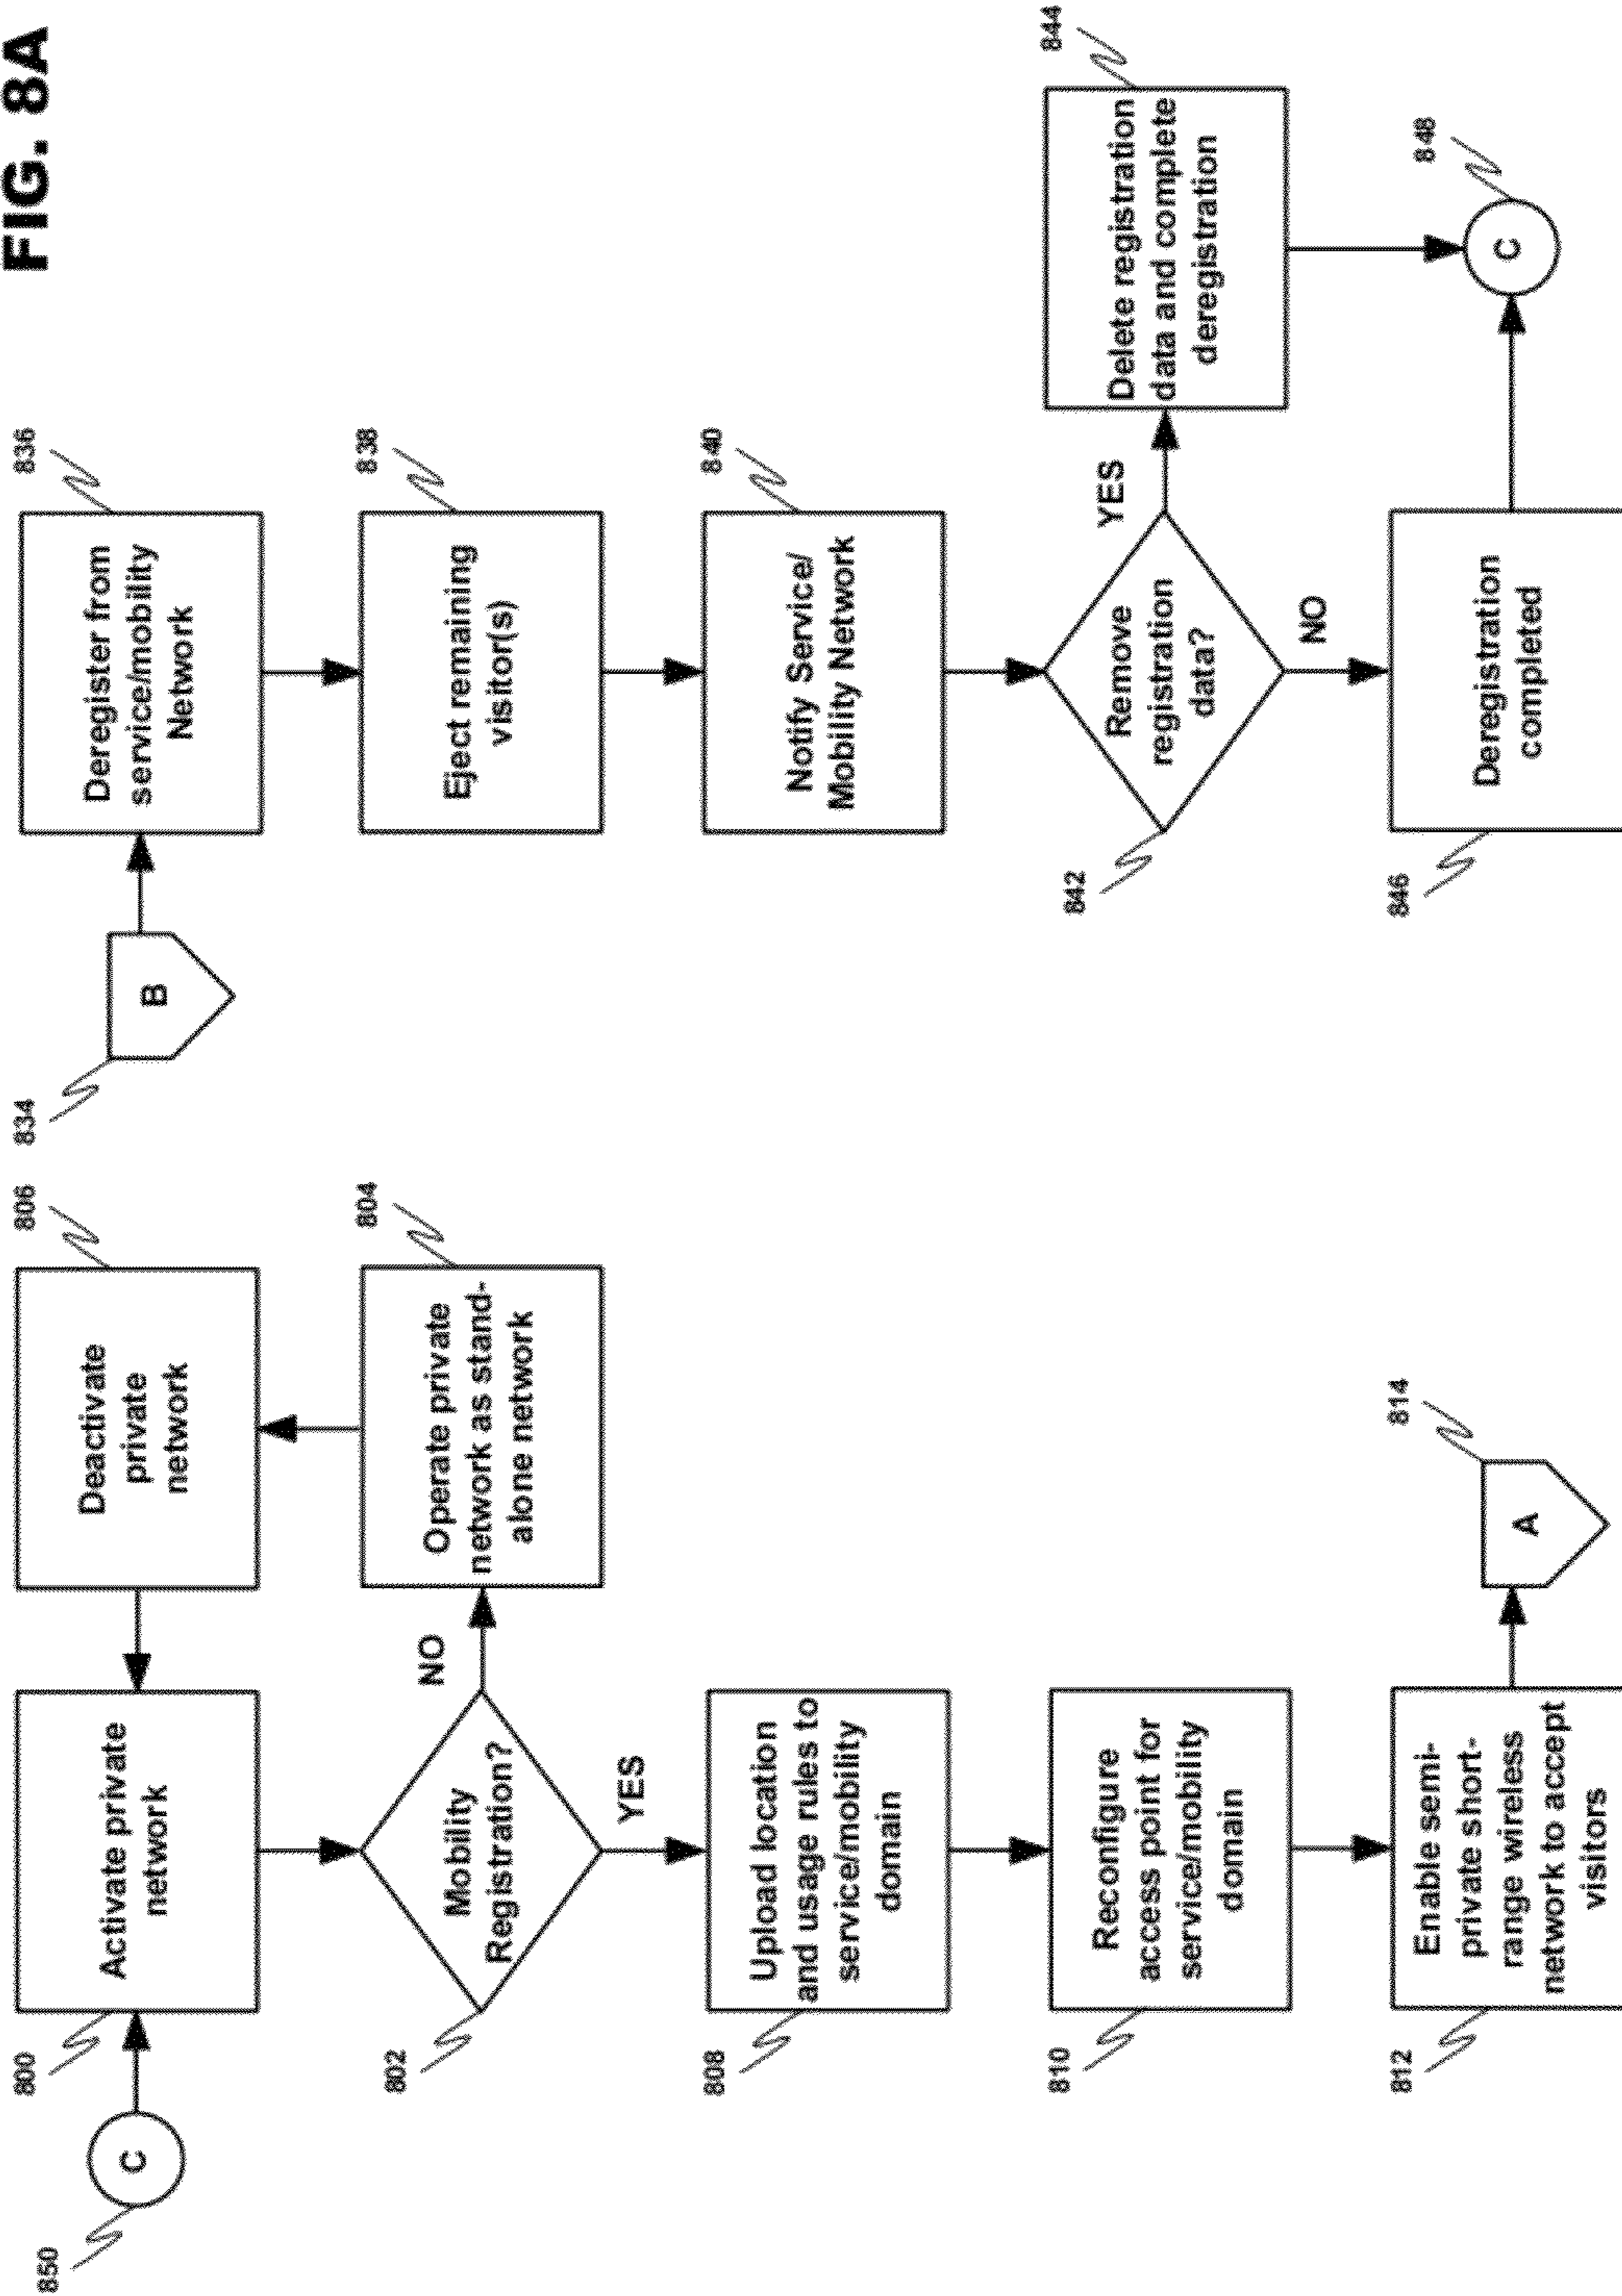 FIG. 8A
850
C
800
Activate private
network
806
Deactivate
private
network
802
Mobility
Registration?
NO
804
Operate private
network as stand-
alone network
YES
808
Upload location
and usage rules to
service/mobility
domain
810
Reconfigure
access point for
service/mobility
domain
812
Enable semi-
private short-
range wireless
network to accept
visitors
814
A
834
B
836
Deregister from
service/mobility
Network
838
Eject remaining
visitor(s)
840
Notify Service/
Mobility Network
842
Remove
registration
data?
YES
844
Delete registration
data and complete
deregistration
NO
846
Deregistration
completed
848
C